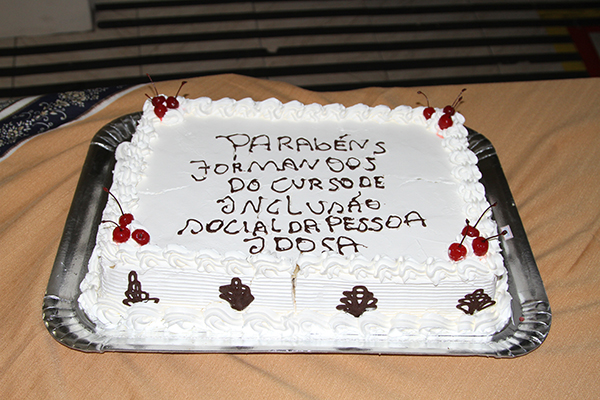 PARABÉNS
FORMANDOS
DO CURSO DE
INCLUSÃO
SOCIAL DA PESSOA
IDOSA